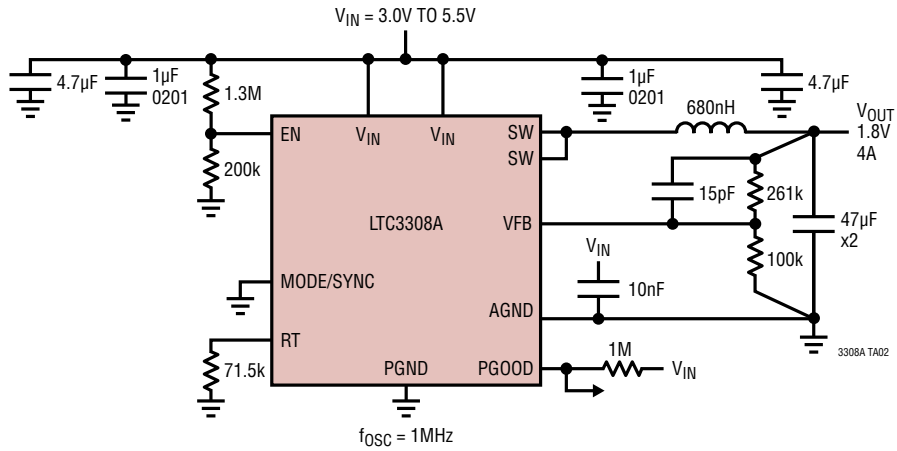 V_IN = 3.0V TO 5.5V
4.7µF
1µF
0201
1.3M
1µF
0201
4.7µF
680nH
V_OUT
1.8V
4A
EN
V_IN
V_IN
SW
SW
200k
15pF
261k
LTC3308A
VFB
47µF
x2
V_IN
100k
MODE/SYNC
10nF
AGND
RT
1M
3308A TA02
71.5k
PGND
PGOOD
V_IN
f_OSC = 1MHz